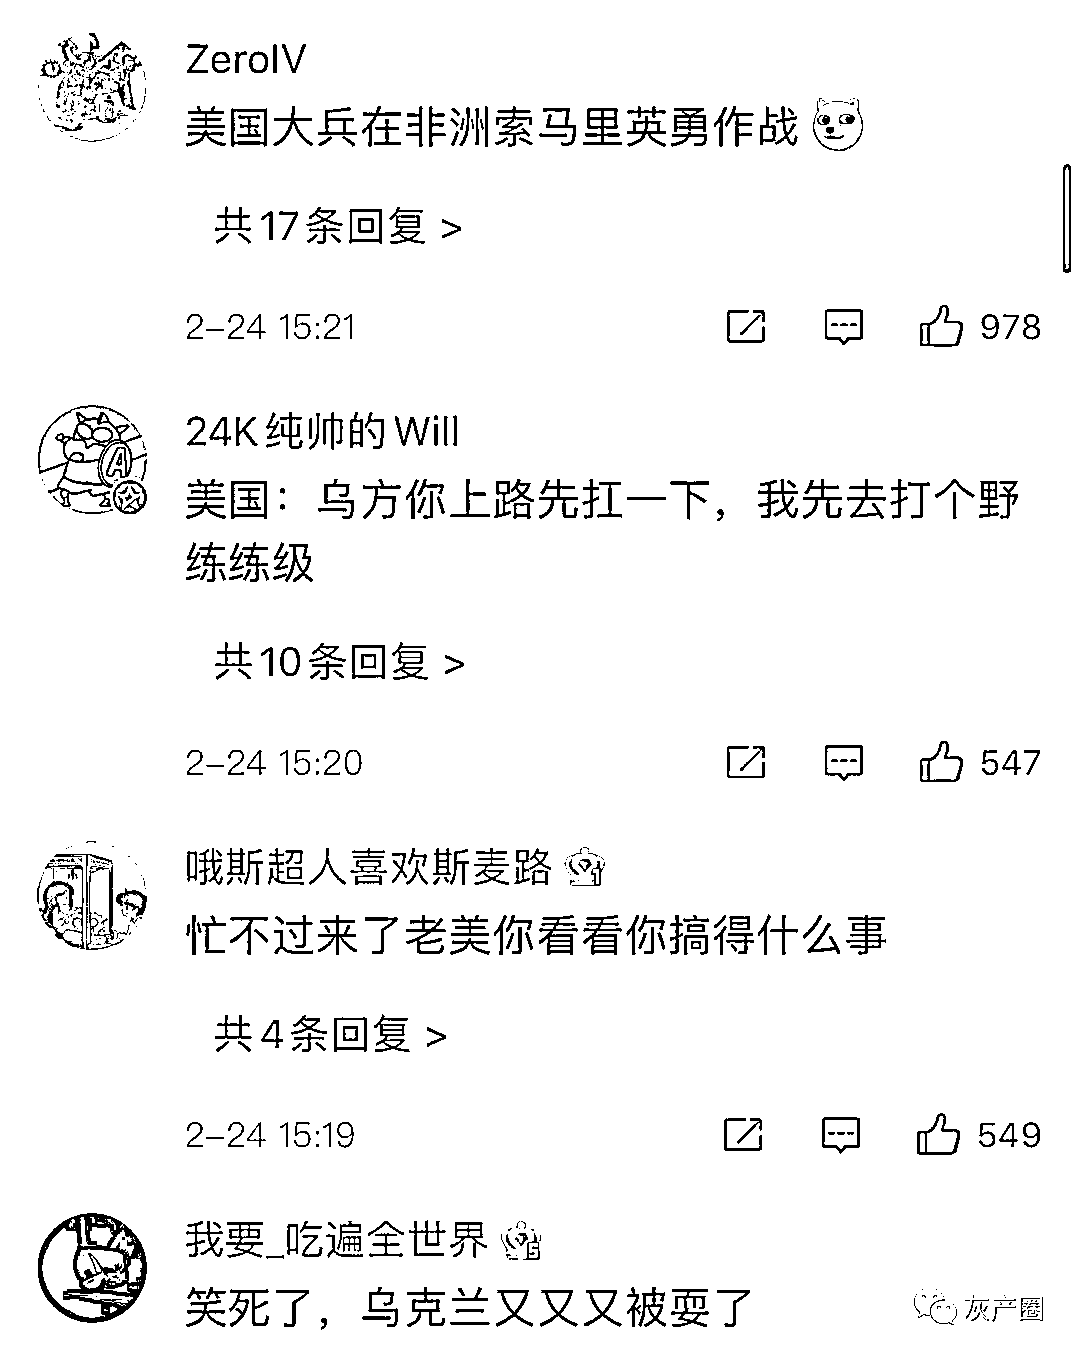 ZeroIV
美国大兵在非洲索马里英勇作战
共17条回复 >
2-24 15:21
978
24K纯帅的Will
美国：乌方你上路先扛一下，我先去打个野
练练级
共10条回复 >
2-24 15:20
547
哦斯超人喜欢斯麦路
忙不过来了老美你看看你搞得什么事
共4条回复 >
2-24 15:19
549
我要_吃遍全世界
笑死了，乌克兰又又又被耍了
灰产圈